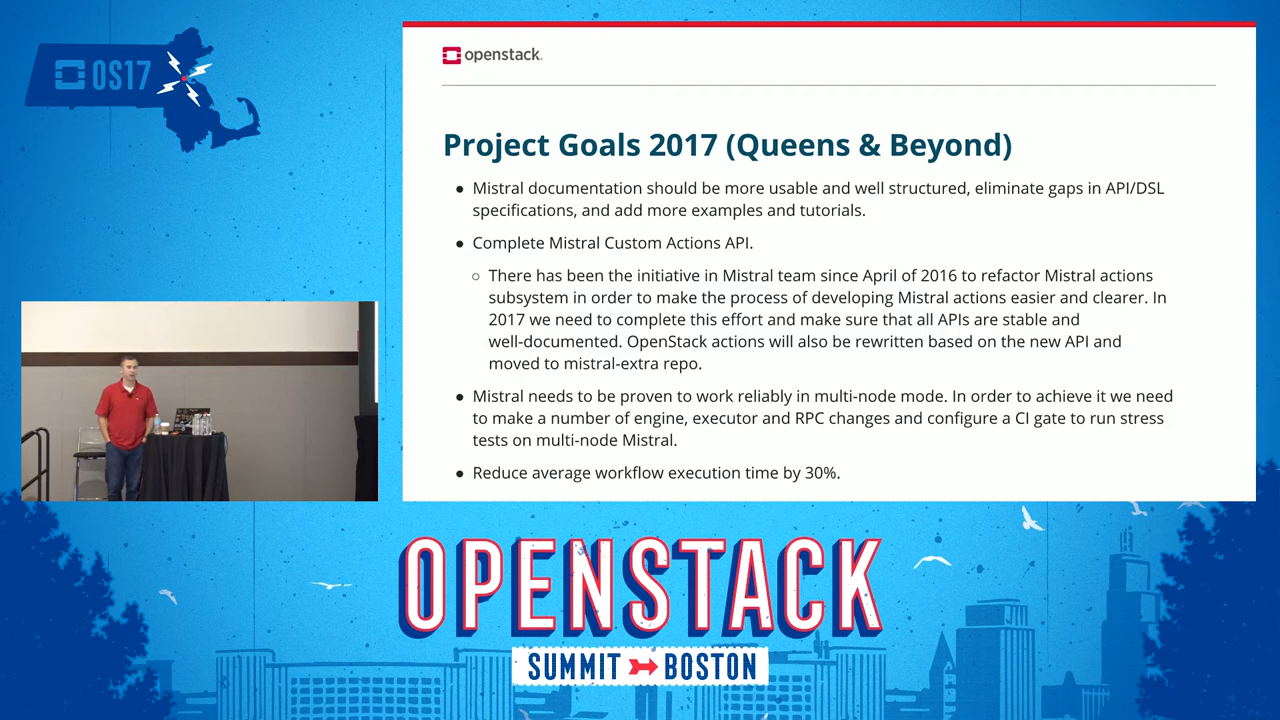 OS17
openstack.
Project Goals 2017 (Queens & Beyond)
● Mistral documentation should be more usable and well structured, eliminate gaps in API/DSL
specifications, and add more examples and tutorials.
● Complete Mistral Custom Actions API.
○ There has been the initiative in Mistral team since April of 2016 to refactor Mistral actions
subsystem in order to make the process of developing Mistral actions easier and clearer. In
2017 we need to complete this effort and make sure that all APIs are stable and
well-documented. OpenStack actions will also be rewritten based on the new API and
moved to mistral-extra repo.
● Mistral needs to be proven to work reliably in multi-node mode. In order to achieve it we need
to make a number of engine, executor and RPC changes and configure a CI gate to run stress
tests on multi-node Mistral.
● Reduce average workflow execution time by 30%.
OPENSTACK
SUMMIT BOSTON